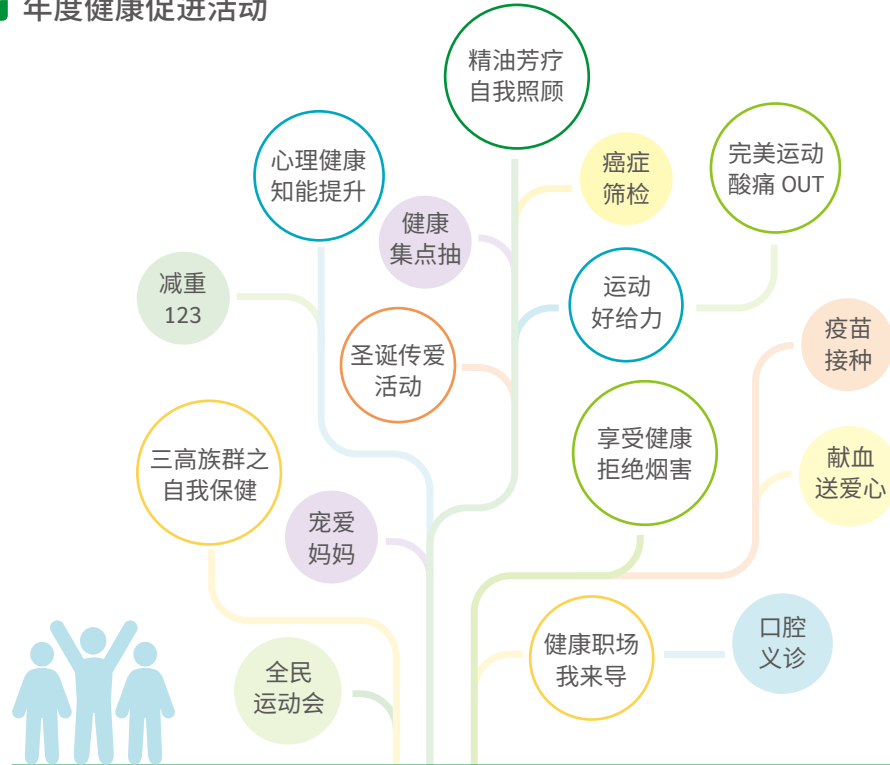 年度健康促进活动
精油芳疗
自我照顾
心理健康
知能提升
癌症
筛检
完美运动
酸痛 OUT
健康
集点抽
减重
123
运动
好给力
圣诞传爱
活动
疫苗
接种
享受健康
拒绝烟害
三高族群之
自我保健
献血
送爱心
宠爱
妈妈
健康职场
我来导
口腔
义诊
全民
运动会